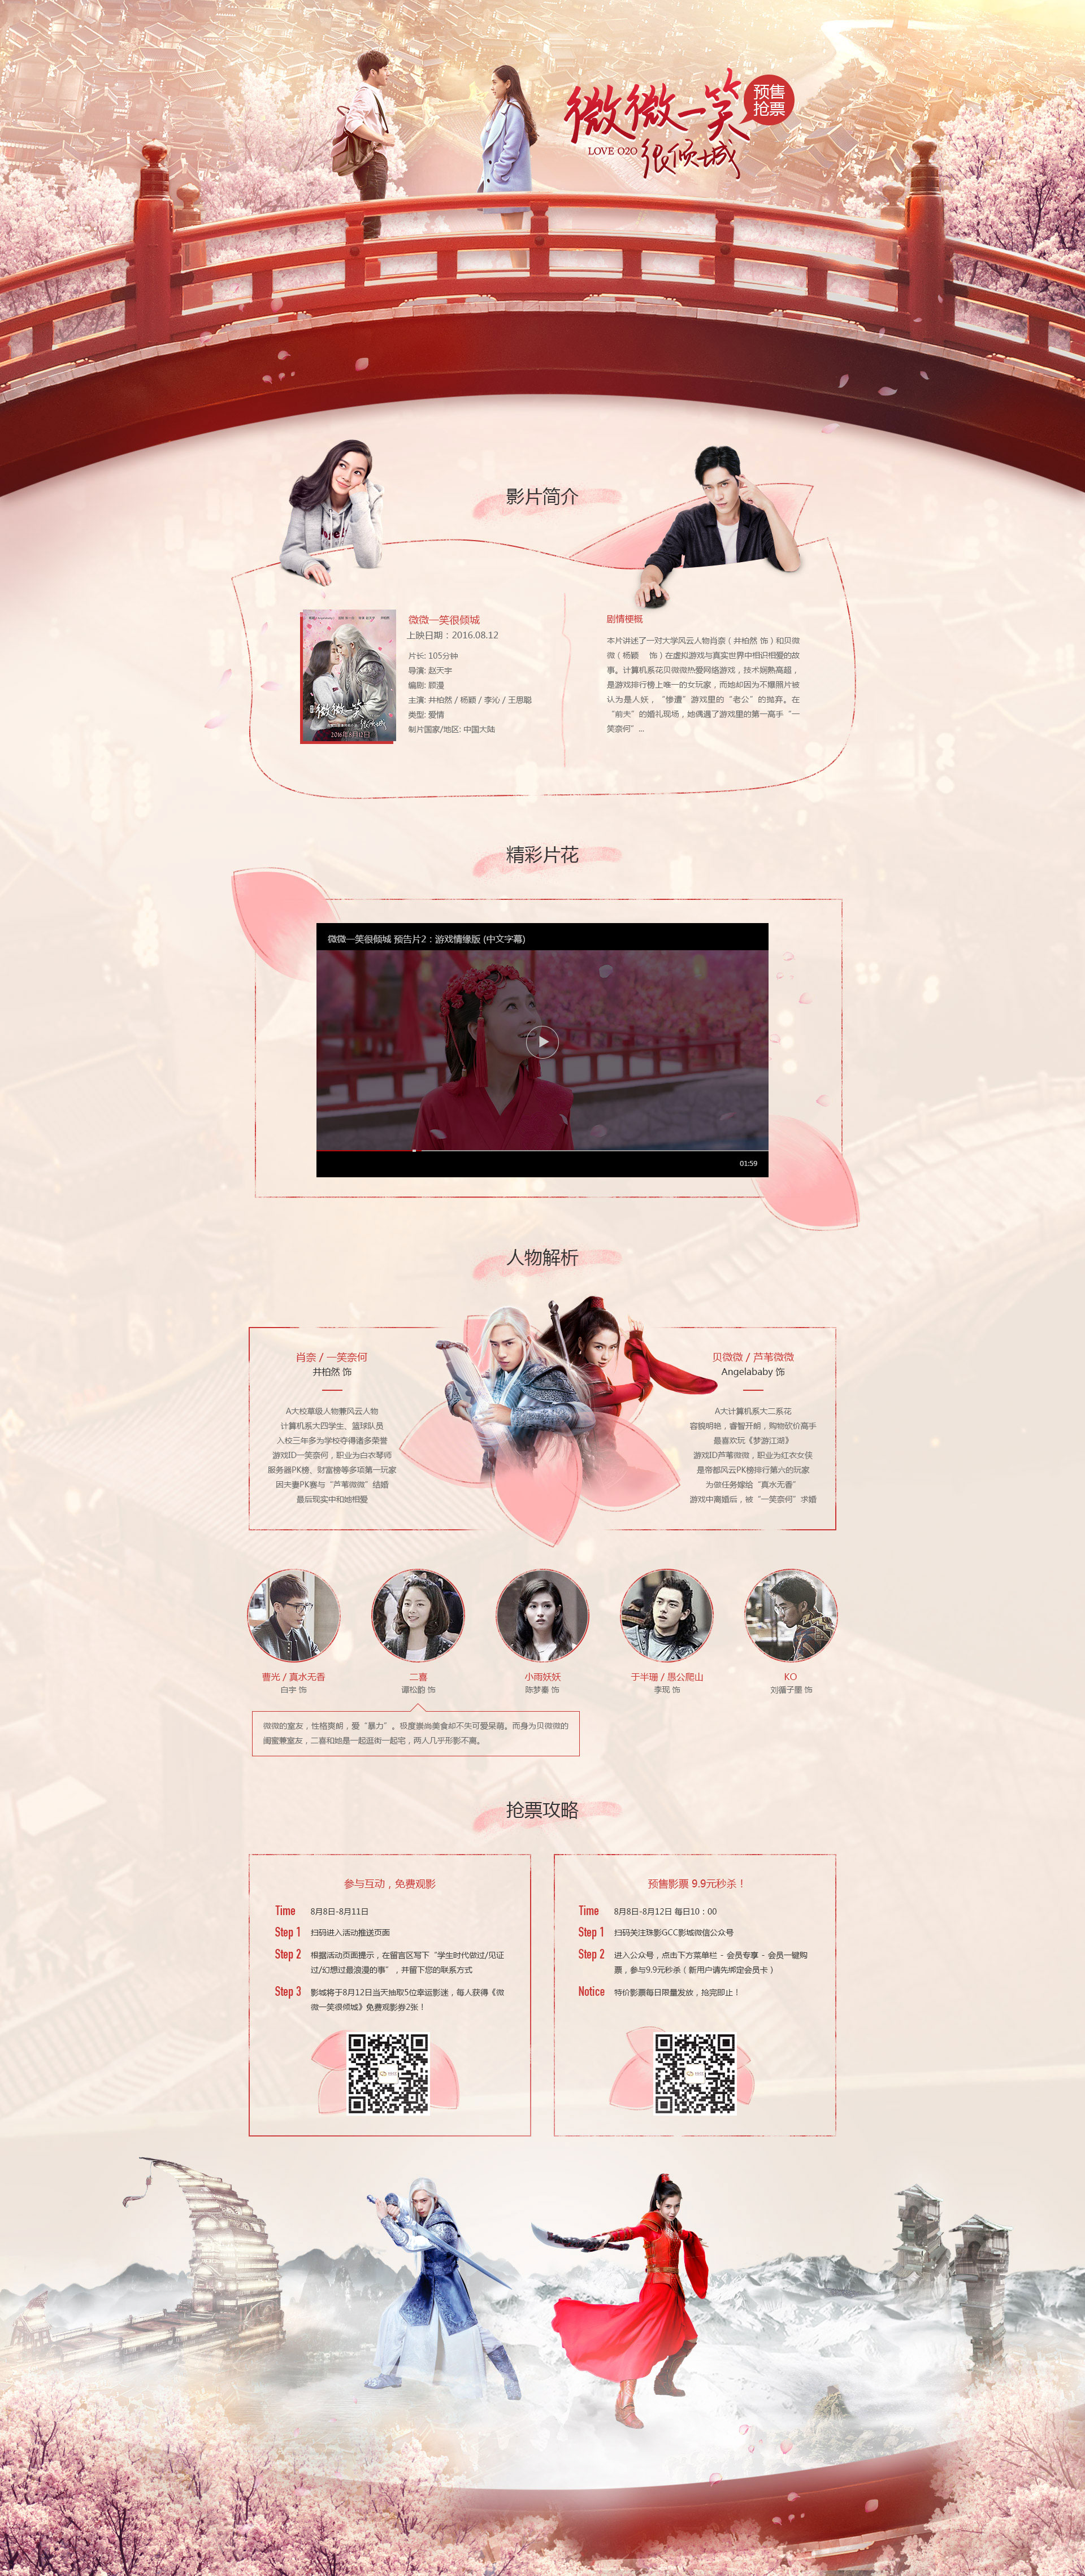 微微一笑
很倾城
LOVE O2O
预售
抢票
影片简介
微微一笑很倾城
上映日期：2016.08.12
片长: 105分钟
导演: 赵天宇
编剧: 顾漫
主演: 井柏然 / 杨颖 / 李沁 / 王思聪
类型: 爱情
制片国家/地区: 中国大陆
微微一笑
很倾城
2016年8月12日
剧情梗概
本片讲述了一对大学风云人物肖奈（井柏然 饰）和贝微
微（杨颖 饰）在虚拟游戏与真实世界中相识相爱的故
事。计算机系花贝微微热爱网络游戏，技术娴熟高超，
是游戏排行榜上唯一的女玩家，而她却因为不爆照片被
认为是人妖，“惨遭”游戏里的“老公”的抛弃。在
“前夫”的婚礼现场，她偶遇了游戏里的第一高手“一
笑奈何”...
精彩片花
微微一笑很倾城 预告片2：游戏情缘版 (中文字幕)
01:59
人物解析
肖奈 / 一笑奈何
井柏然 饰
A大校草级人物兼风云人物
计算机系大四学生、篮球队员
入校三年多为学校夺得诸多荣誉
游戏ID一笑奈何，职业为白衣琴师
服务器PK榜、财富榜等多项第一玩家
因夫妻PK赛与“芦苇微微”结婚
最后现实中和她相爱
贝微微 / 芦苇微微
Angelababy 饰
A大计算机系大二系花
容貌明艳，睿智开朗，购物砍价高手
最喜欢玩《梦游江湖》
游戏ID芦苇微微，职业为红衣女侠
是帝都风云PK榜排行第六的玩家
为做任务嫁给“真水无香”
游戏中离婚后，被“一笑奈何”求婚
曹光 / 真水无香
白宇 饰
二喜
谭松韵 饰
小雨妖妖
陈梦秦 饰
于半珊 / 愚公爬山
李现 饰
KO
刘循子墨 饰
微微的室友，性格爽朗，爱“暴力”。极度崇尚美食却不失可爱呆萌。而身为贝微微的
闺蜜兼室友，二喜和她是一起逛街一起宅，两人几乎形影不离。
抢票攻略
参与互动，免费观影
Time 8月8日-8月11日
Step 1 扫码进入活动推送页面
Step 2 根据活动页面提示，在留言区写下“学生时代做过/见证
过/幻想过最浪漫的事”，并留下您的联系方式
Step 3 影城将于8月12日当天抽取5位幸运影迷，每人获得《微
微一笑很倾城》免费观影券2张！
预售影票 9.9元秒杀！
Time 8月8日-8月12日 每日10：00
Step 1 扫码关注珠影GCC影城微信公众号
Step 2 进入公众号，点击下方菜单栏 - 会员专享 - 会员一键购
票，参与9.9元秒杀（新用户请先绑定会员卡）
Notice 特价影票每日限量发放，抢完即止！